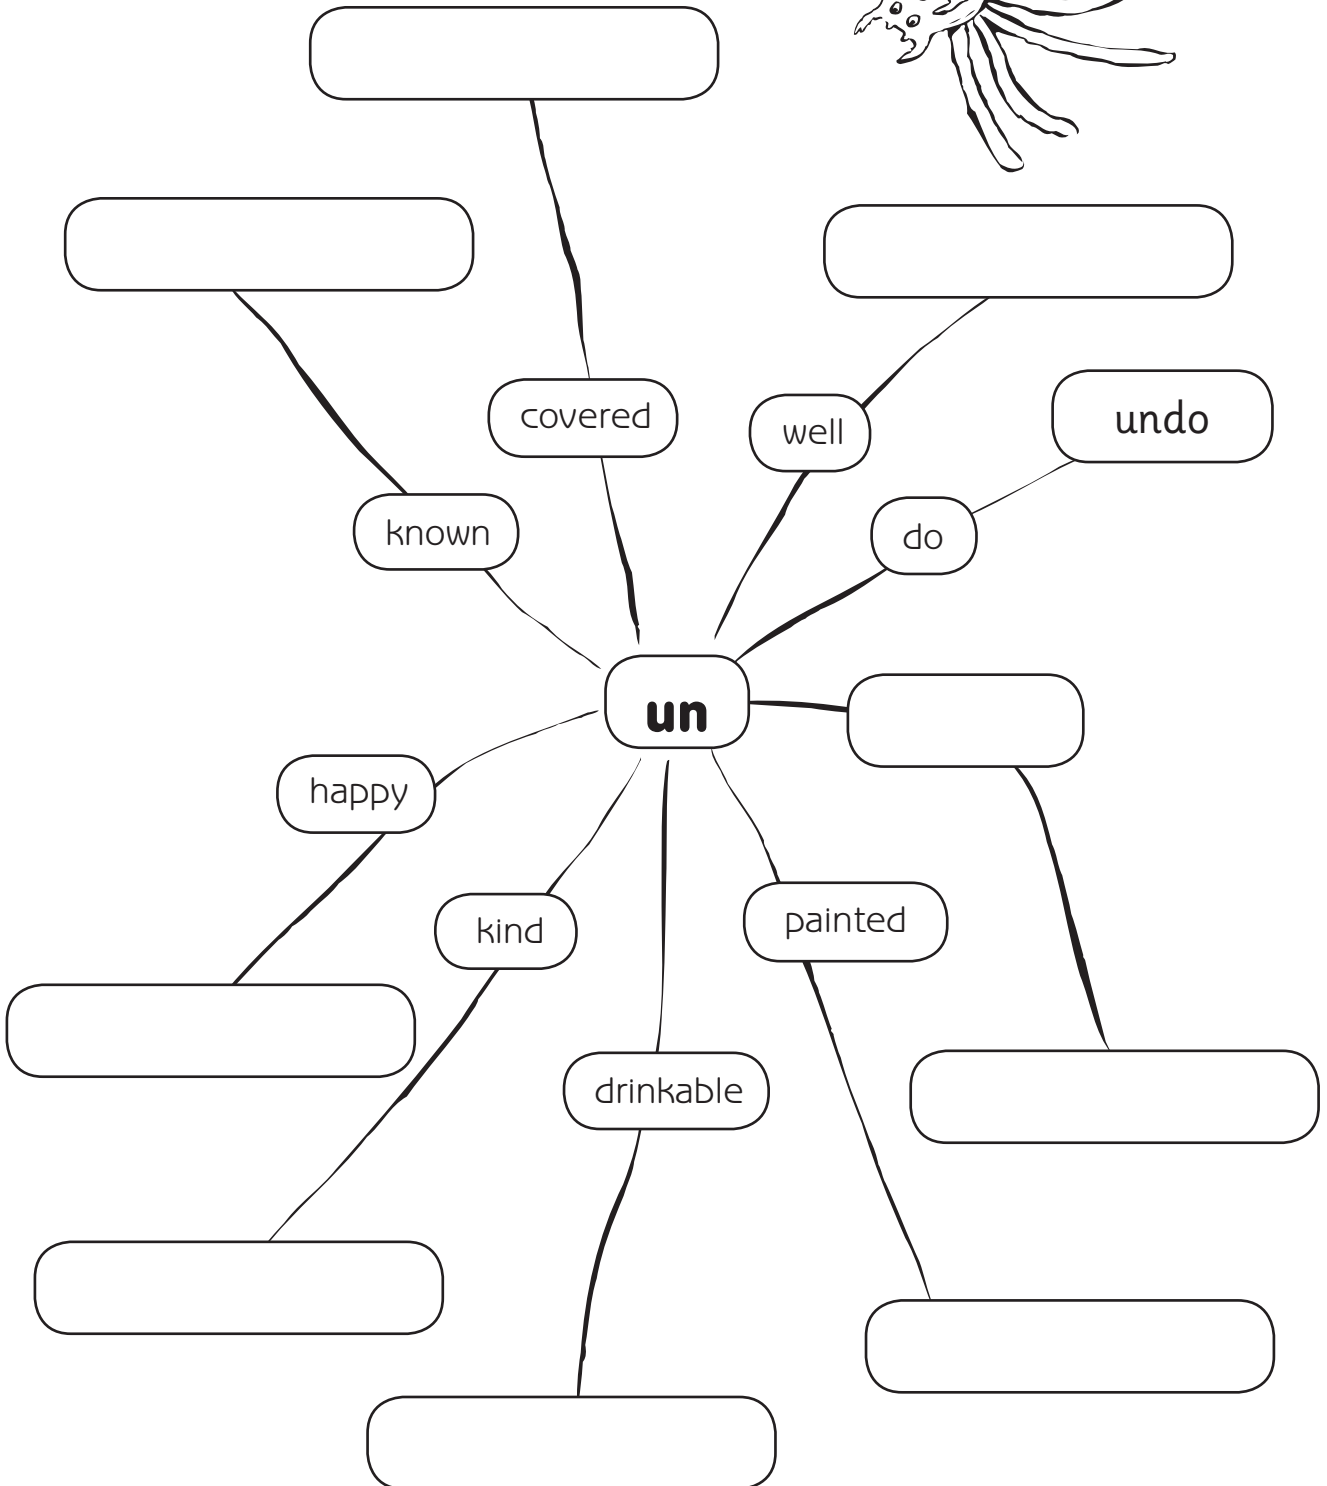 covered
well
undo
known
do
un
happy
kind
painted
drinkable